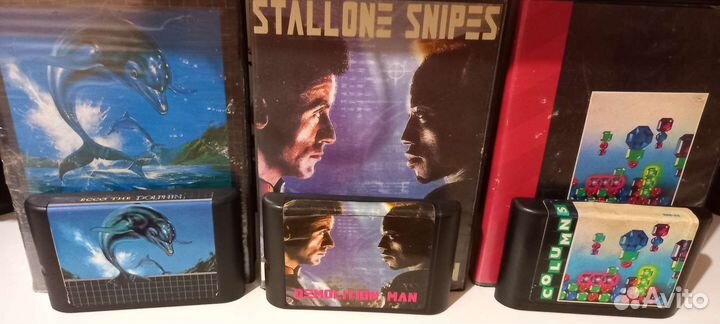 STALLONE SNIPES
ECCO THE DOLPHIN
DEMOLITION MAN
COLUMNS
Avito